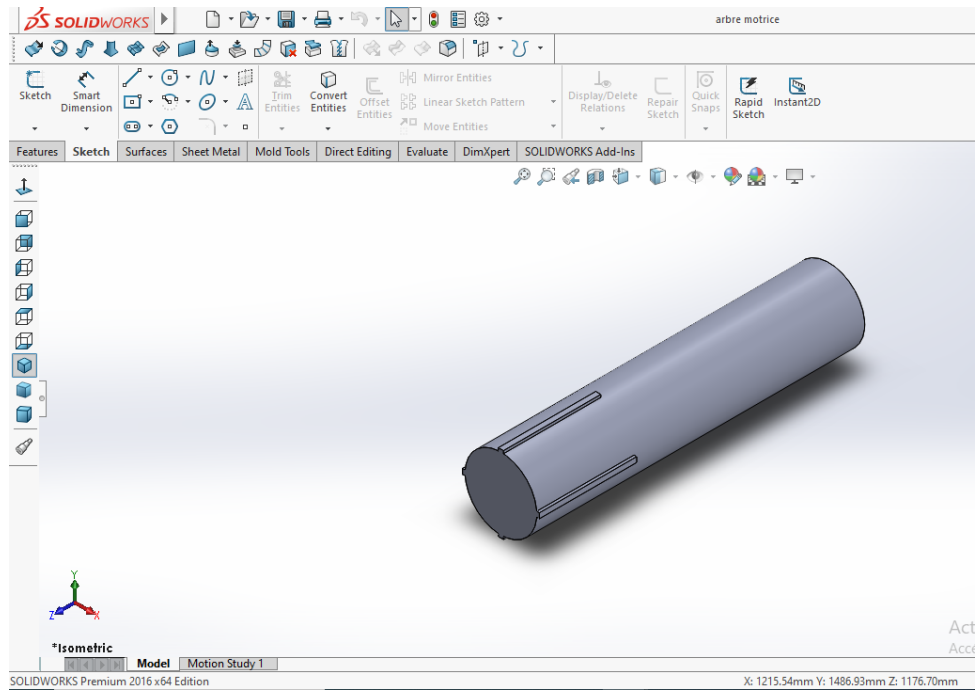 SOLIDWORKS arbre motrice
Sketch Smart Dimension Trim Entities Convert Entities Offset Entities Mirror Entities Linear Sketch Pattern Move Entities Display/Delete Relations Repair Sketch Quick Snaps Rapid Sketch Instant2D
Features Sketch Surfaces Sheet Metal Mold Tools Direct Editing Evaluate DimXpert SOLIDWORKS Add-Ins
Y
Z X
Act
*Isometric Acce
Model Motion Study 1
SOLIDWORKS Premium 2016 x64 Edition X: 1215.54mm Y: 1486.93mm Z: 1176.70mm